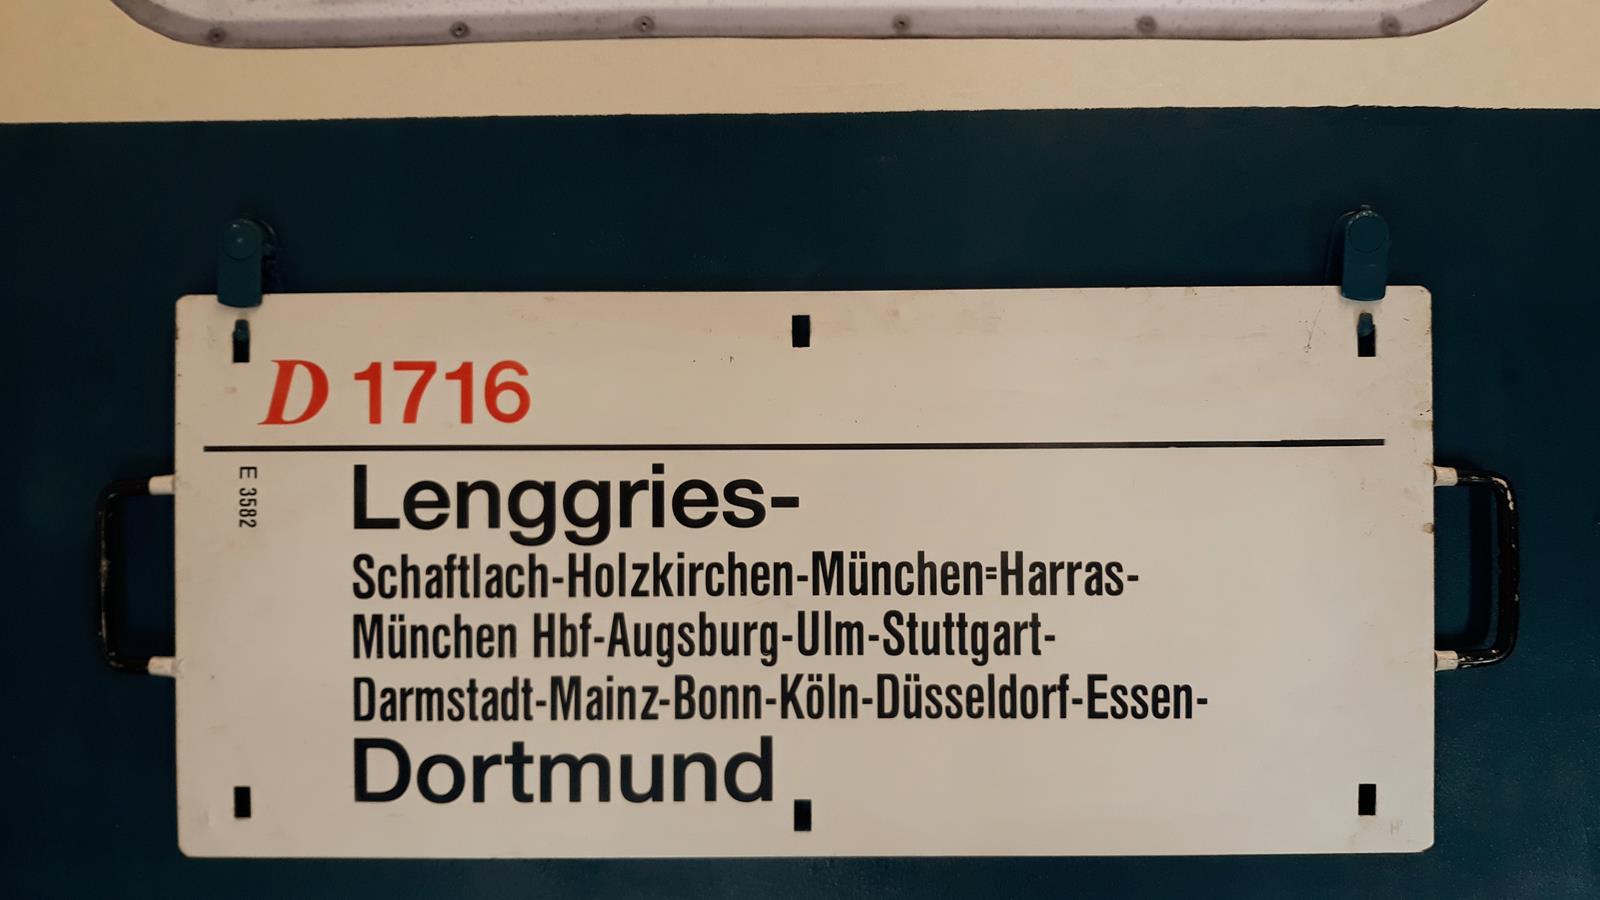 D 1716
E 3582
Lenggries-
Schaftlach-Holzkirchen-München=Harras-
München Hbf-Augsburg-Ulm-Stuttgart-
Darmstadt-Mainz-Bonn-Köln-Düsseldorf-Essen-
Dortmund